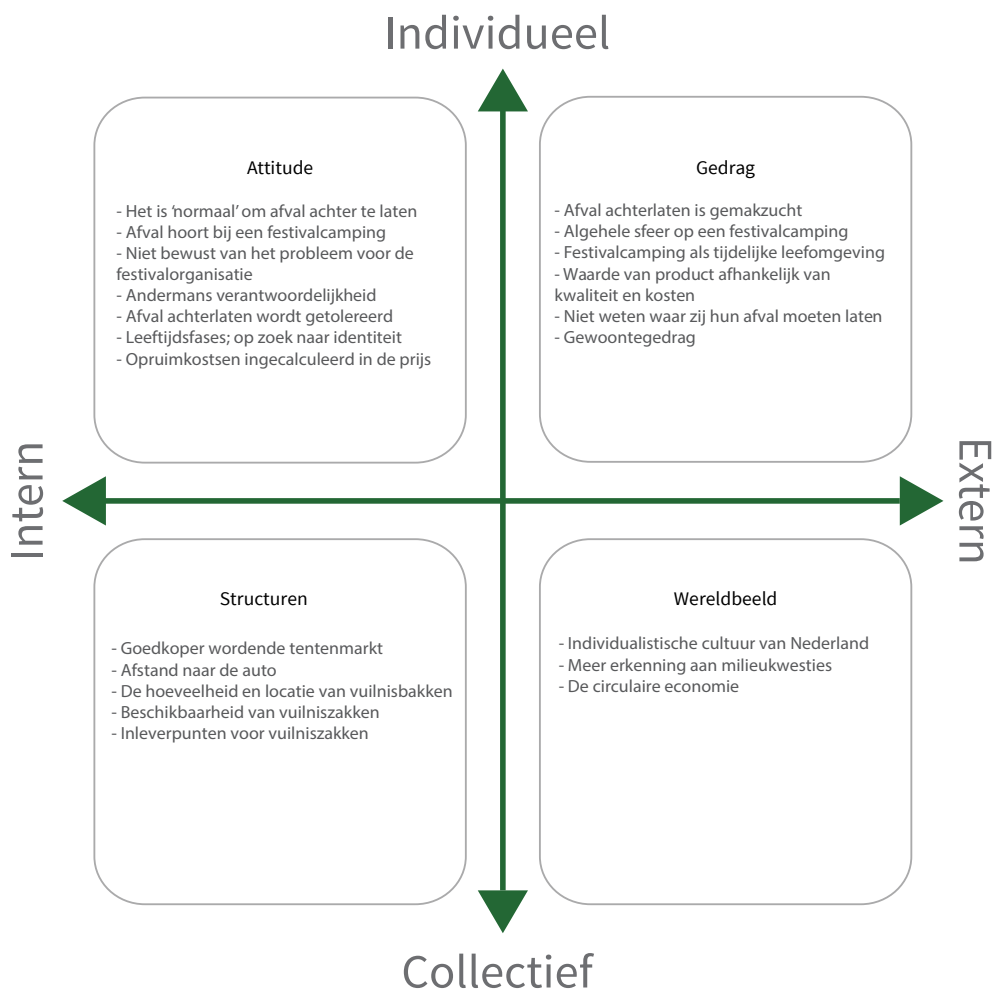 Individueel
Attitude
- Het is ‘normaal’ om afval achter te laten
- Afval hoort bij een festivalcamping
- Niet bewust van het probleem voor de
festivalorganisatie
- Andermans verantwoordelijkheid
- Afval achterlaten wordt getolereerd
- Leeftijdsfases; op zoek naar identiteit
- Opruimkostsen ingecalculeerd in de prijs
Gedrag
- Afval achterlaten is gemakzucht
- Algehele sfeer op een festivalcamping
- Festivalcamping als tijdelijke leefomgeving
- Waarde van product afhankelijk van
kwaliteit en kosten
- Niet weten waar zij hun afval moeten laten
- Gewoontegedrag
Intern
Extern
Structuren
- Goedkoper wordende tentenmarkt
- Afstand naar de auto
- De hoeveelheid en locatie van vuilnisbakken
- Beschikbaarheid van vuilniszakken
- Inleverpunten voor vuilniszakken
Wereldbeeld
- Individualistische cultuur van Nederland
- Meer erkenning aan milieukwesties
- De circulaire economie
Collectief